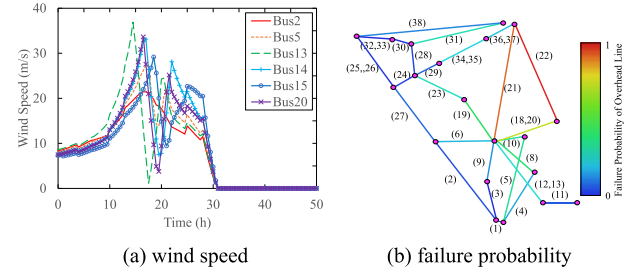 40
30
20
10
0
Wind Speed (m/s)
0 10 20 30 40 50
Time (h)
Bus2
Bus5
Bus13
Bus14
Bus15
Bus20
(a) wind speed
(38)
(32,33)
(30)
(31)
(36,37)
(28)
(25,,26)
(24)
(29)
(34,35)
(22)
(23)
(21)
(27)
(19)
(18,20)
(6)
(10)
(9)
(8)
(2)
(3)
(5)
(12,13)
(11)
(4)
(1)
1
0
Failure Probability of Overhead Line
(b) failure probability